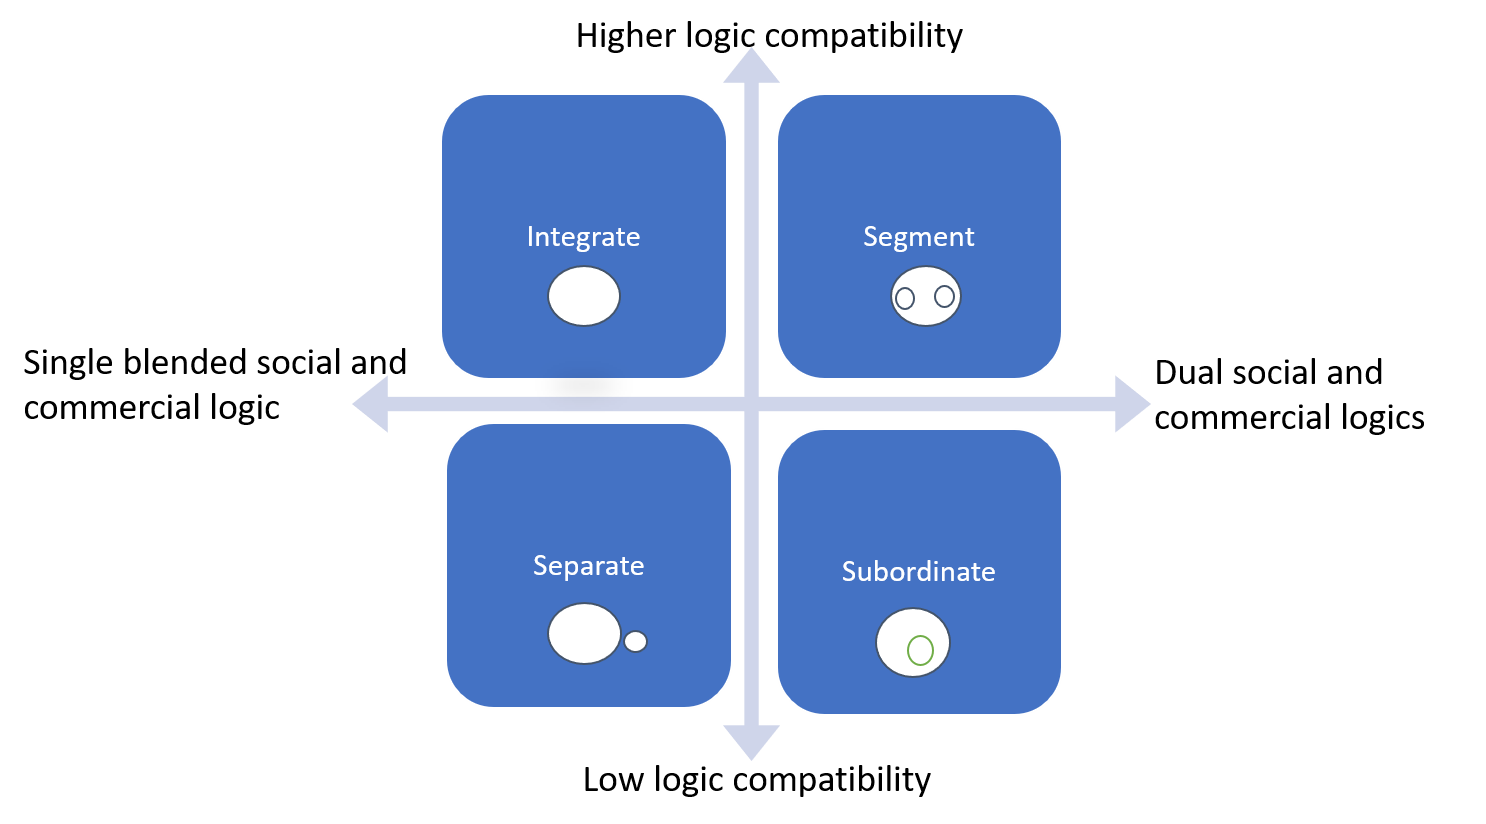 Higher logic compatibility
Integrate
Segment
Single blended social and
commercial logic
Dual social and
commercial logics
Separate
Subordinate
Low logic compatibility